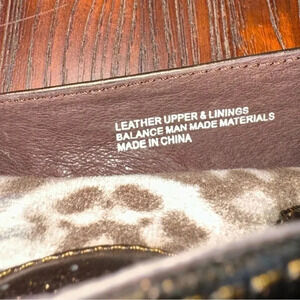 LEATHER UPPER & LININGS
BALANCE MAN MADE MATERIALS
MADE IN CHINA